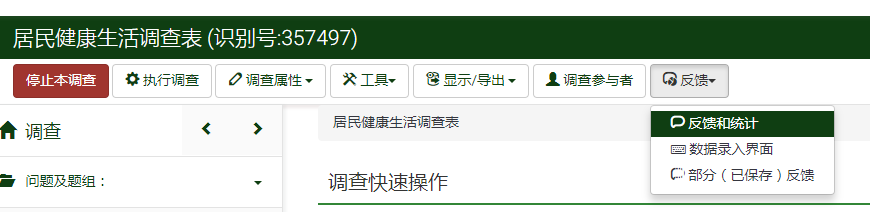 居民健康生活调查表 (识别号:357497)
停止本调查 执行调查 调查属性 工具 显示/导出 调查参与者 反馈
调查 居民健康生活调查表 反馈和统计
数据录入界面
问题及题组： 调查快速操作 部分（已保存）反馈